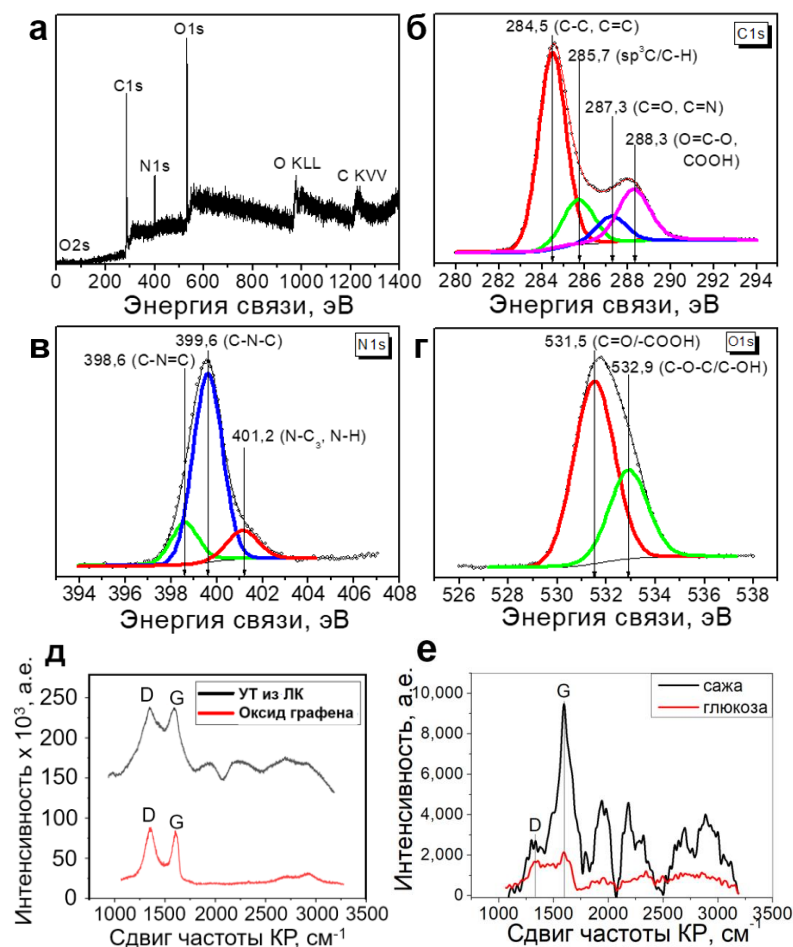 а
O1s
C1s
N1s
O KLL
C KVV
O2s
0 200 400 600 800 1000 1200 1400
Энергия связи, эВ
б
284,5 (C-C, C=C)
C1s
285,7 (sp³C/C-H)
287,3 (C=O, C=N)
288,3 (O=C-O,
COOH)
280 282 284 286 288 290 292 294
Энергия связи, эВ
в
399,6 (C-N-C)
N1s
398,6 (C-N=C)
401,2 (N-C₃, N-H)
394 396 398 400 402 404 406 408
Энергия связи, эВ
г
531,5 (C=O/-COOH)
O1s
532,9 (C-O-C/C-OH)
526 528 530 532 534 536 538
Энергия связи, эВ
д
Интенсивность х 10³, а.е.
250
200
150
100
50
0
D G
УТ из ЛК
Оксид графена
D G
1000 1500 2000 2500 3000 3500
Сдвиг частоты КР, см⁻¹
е
Интенсивность, а.е.
10,000
8,000
6,000
4,000
2,000
0
G
сажа
глюкоза
D
1000 1500 2000 2500 3000 3500
Сдвиг частоты КР, см⁻¹